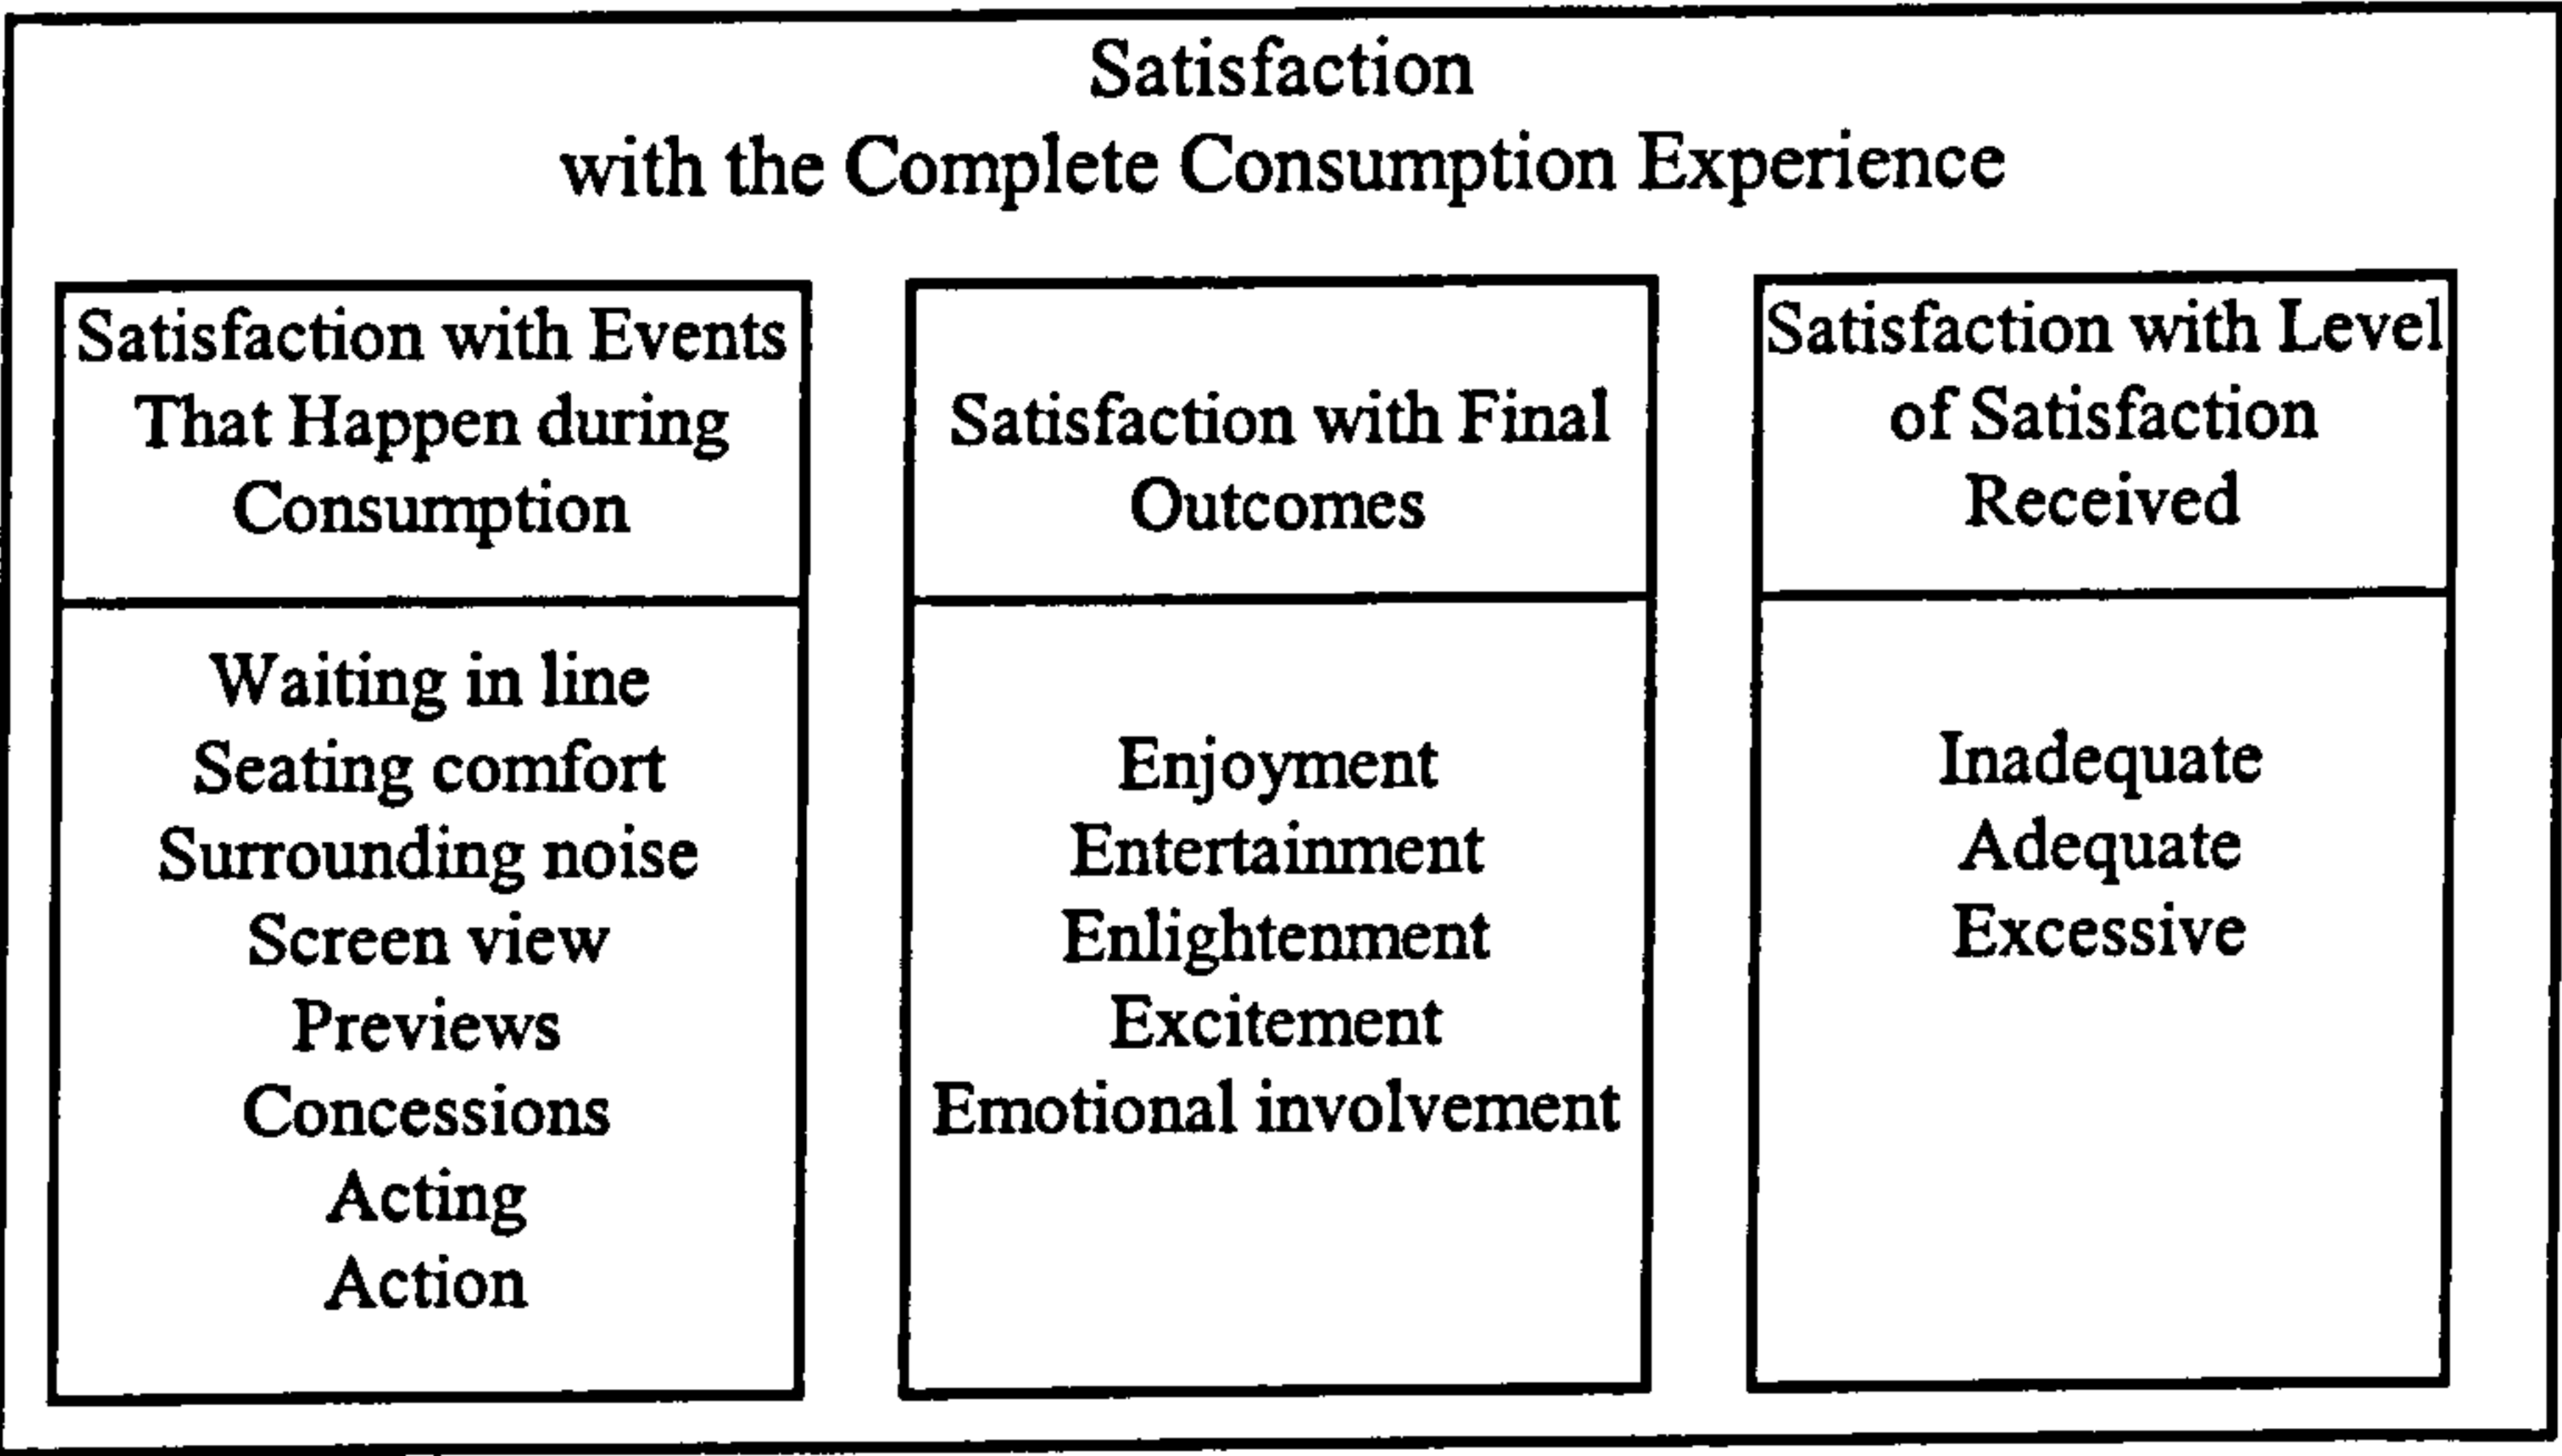 Satisfaction
with the Complete Consumption Experience
Satisfaction with Events
That Happen during
Consumption
Waiting in line
Seating comfort
Surrounding noise
Screen view
Previews
Concessions
Acting
Action
Satisfaction with Final
Outcomes
Enjoyment
Entertainment
Enlightenment
Excitement
Emotional involvement
Satisfaction with Level
of Satisfaction
Received
Inadequate
Adequate
Excessive